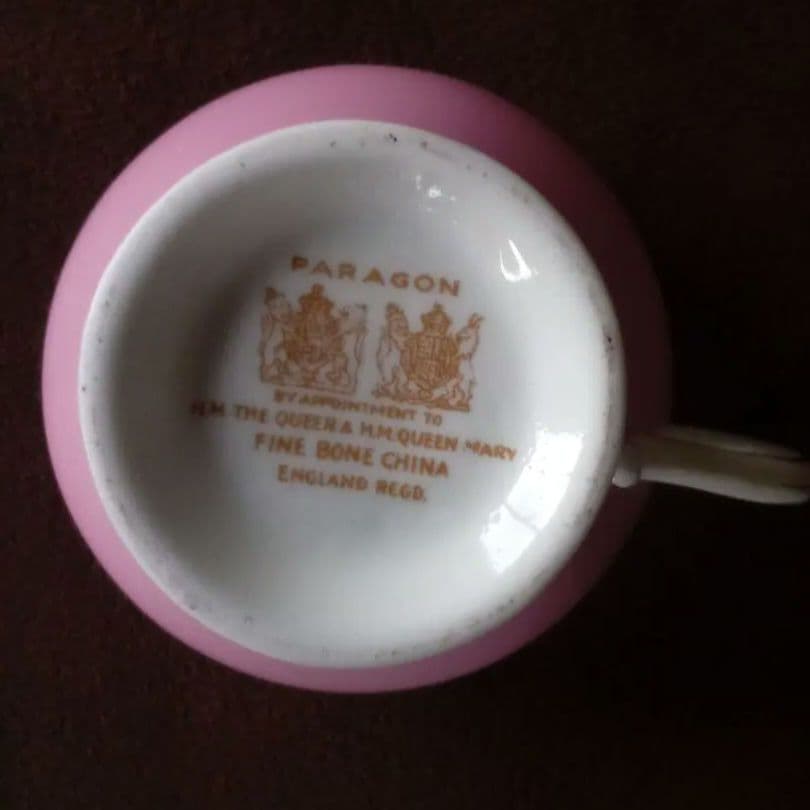 PARAGON
BY APPOINTMENT TO
H.M. THE QUEEN & H.M. QUEEN MARY
FINE BONE CHINA
ENGLAND REGD.